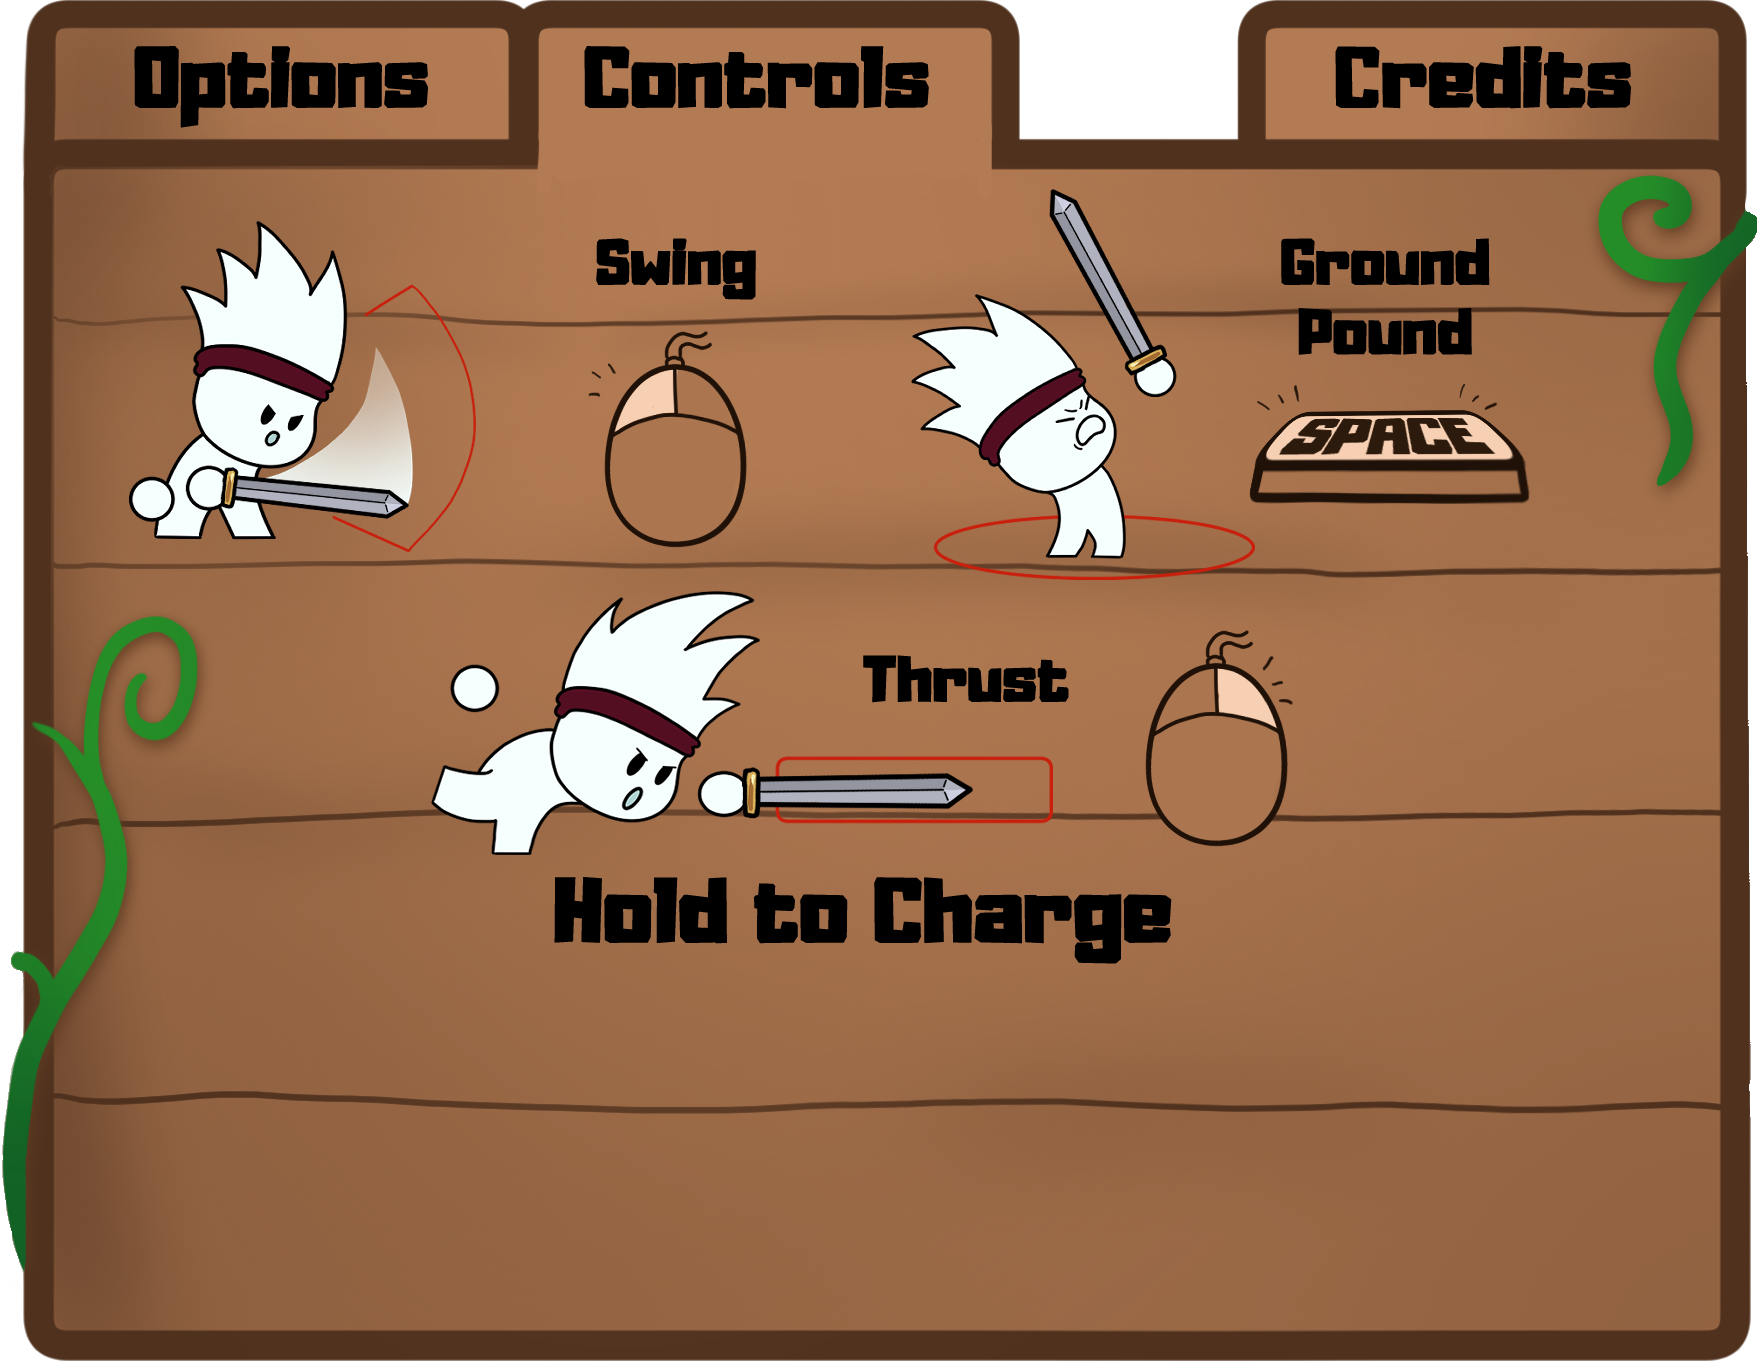 Options
Controls
Credits
Swing
Ground
Pound
SPACE
Thrust
Hold to Charge